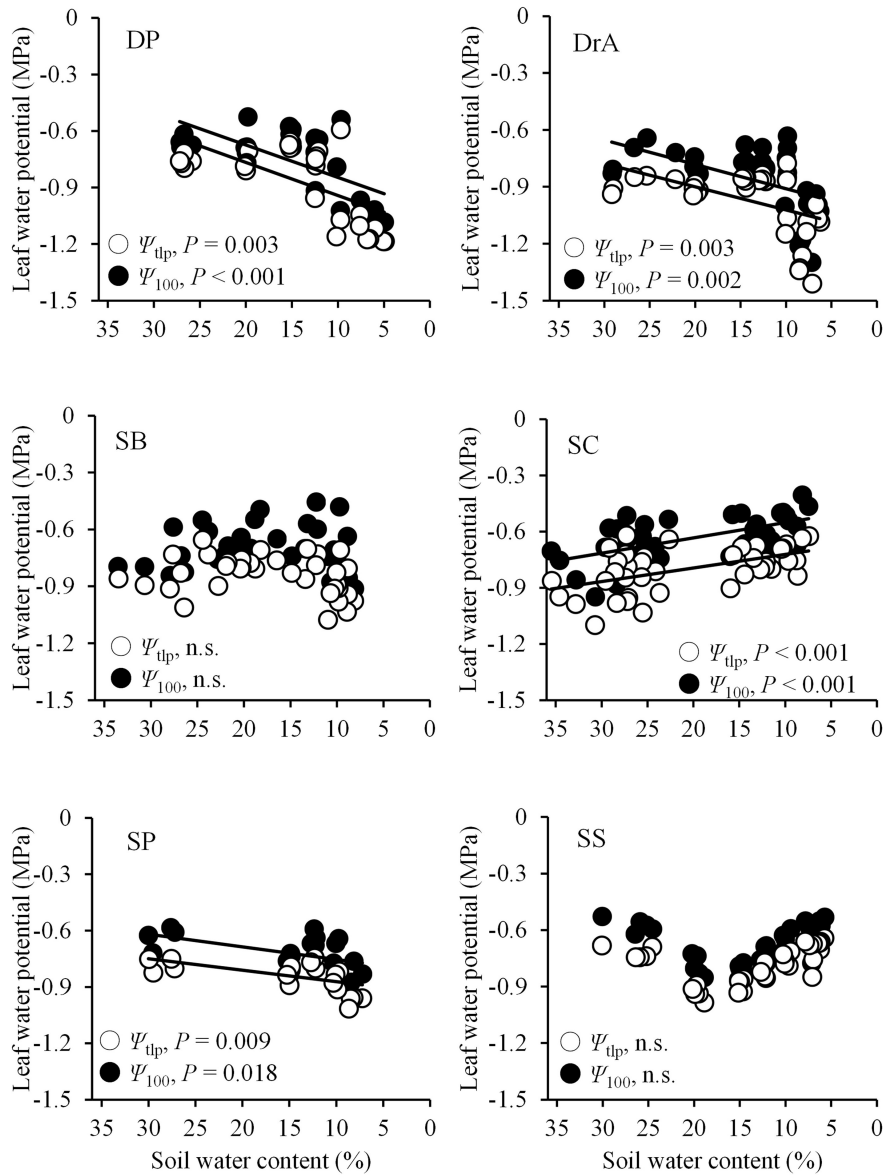 0
-0.3
-0.6
-0.9
-1.2
-1.5
Leaf water potential (MPa)
DP
Ψtlp, P = 0.003
Ψ100, P < 0.001
35 30 25 20 15 10 5 0
0
-0.3
-0.6
-0.9
-1.2
-1.5
Leaf water potential (MPa)
DrA
Ψtlp, P = 0.003
Ψ100, P = 0.002
35 30 25 20 15 10 5 0
0
-0.3
-0.6
-0.9
-1.2
-1.5
Leaf water potential (MPa)
SB
Ψtlp, n.s.
Ψ100, n.s.
35 30 25 20 15 10 5 0
0
-0.3
-0.6
-0.9
-1.2
-1.5
Leaf water potential (MPa)
SC
Ψtlp, P < 0.001
Ψ100, P < 0.001
35 30 25 20 15 10 5 0
0
-0.3
-0.6
-0.9
-1.2
-1.5
Leaf water potential (MPa)
SP
Ψtlp, P = 0.009
Ψ100, P = 0.018
35 30 25 20 15 10 5 0
Soil water content (%)
0
-0.3
-0.6
-0.9
-1.2
-1.5
Leaf water potential (MPa)
SS
Ψtlp, n.s.
Ψ100, n.s.
35 30 25 20 15 10 5 0
Soil water content (%)